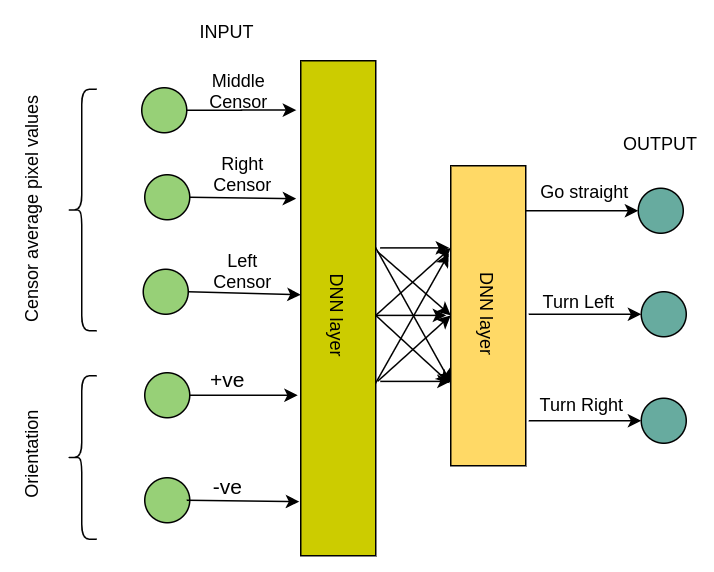 INPUT
Middle
Censor
Right
Censor
Left
Censor
+ve
-ve
Censor average pixel values
Orientation
DNN layer
DNN layer
OUTPUT
Go straight
Turn Left
Turn Right